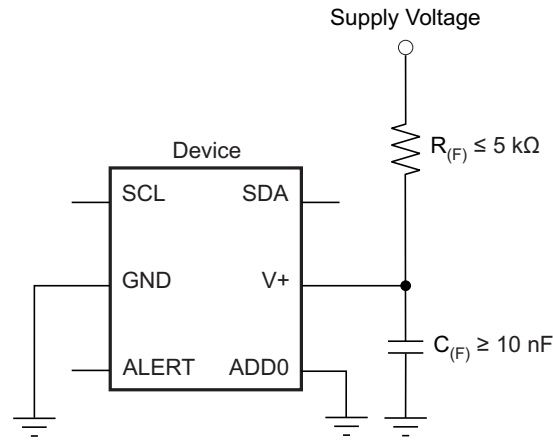 Supply Voltage
R(F) ≤ 5 kΩ
Device
SCL SDA
GND V+
C(F) ≥ 10 nF
ALERT ADD0